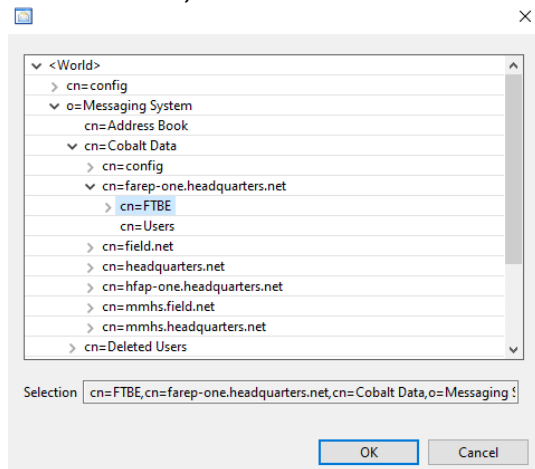 <World>
cn=config
o=Messaging System
cn=Address Book
cn=Cobalt Data
cn=config
cn=farep-one.headquarters.net
cn=FTBE
cn=Users
cn=field.net
cn=headquarters.net
cn=hfap-one.headquarters.net
cn=mmhs.field.net
cn=mmhs.headquarters.net
cn=Deleted Users
Selection cn=FTBE,cn=farep-one.headquarters.net,cn=Cobalt Data,o=Messaging
OK Cancel